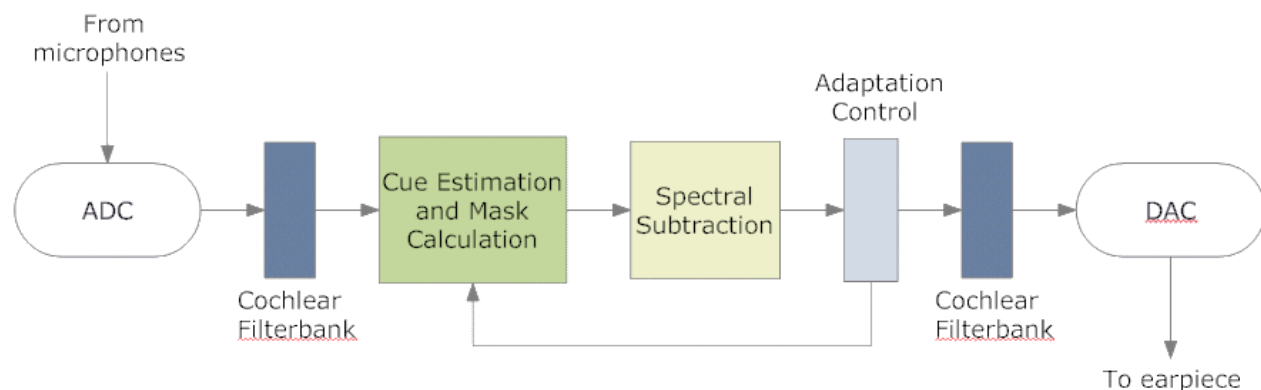 From
microphones
ADC
Cochlear
Filterbank
Cue Estimation
and Mask
Calculation
Spectral
Subtraction
Adaptation
Control
Cochlear
Filterbank
DAC
To earpiece